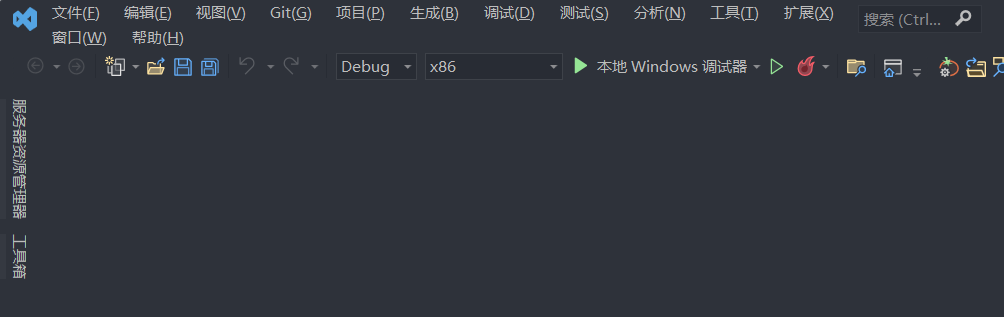 文件(F) 编辑(E) 视图(V) Git(G) 项目(P) 生成(B) 调试(D) 测试(S) 分析(N) 工具(T) 扩展(X) 搜索 (Ctrl...
窗口(W) 帮助(H)
Debug x86 本地 Windows 调试器
服务器资源管理器
工具箱